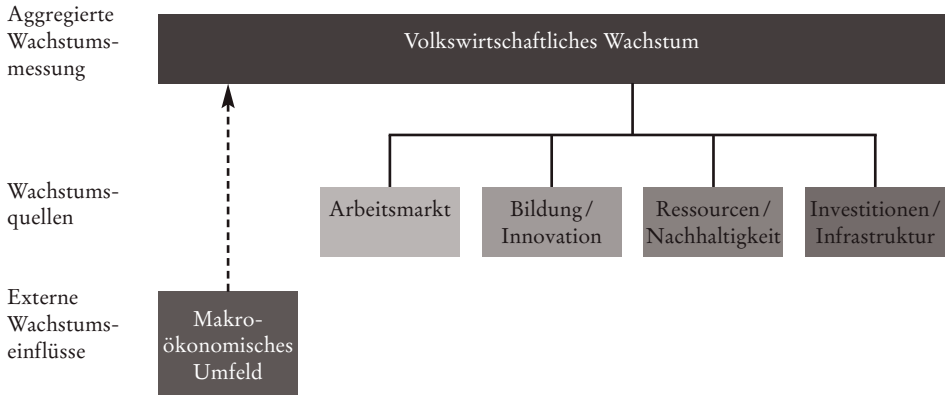 Aggregierte
Wachstums-
messung
Volkswirtschaftliches Wachstum
Wachstums-
quellen
Arbeitsmarkt
Bildung /
Innovation
Ressourcen /
Nachhaltigkeit
Investitionen /
Infrastruktur
Externe
Wachstums-
einflüsse
Makro-
ökonomisches
Umfeld